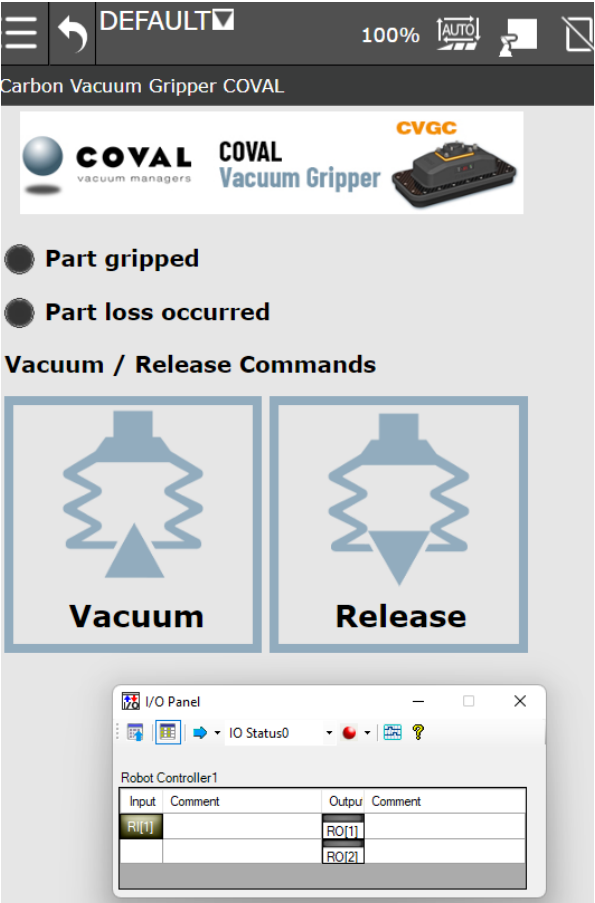 DEFAULT
100%
AUTO
Carbon Vacuum Gripper COVAL
CVGC
COVAL
vacuum managers
COVAL
Vacuum Gripper
Part gripped
Part loss occurred
Vacuum / Release Commands
Vacuum
Release
I/O Panel
IO Status0
Robot Controller1
Input Comment Outpu Comment
RI[1] RO[1]
RO[2]